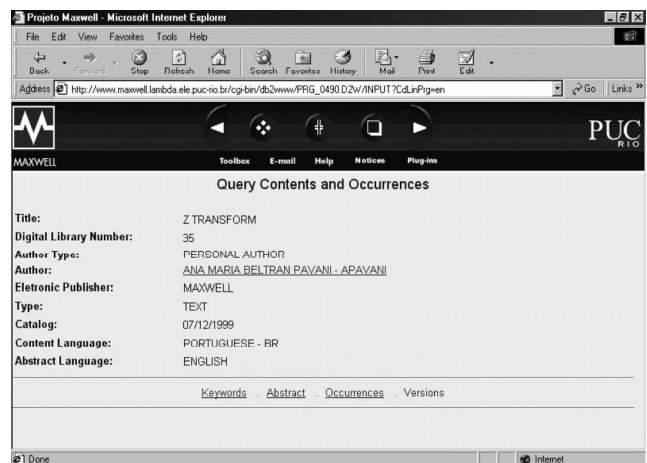 Projeto Maxwell - Microsoft Internet Explorer
File Edit View Favorites Tools Help
Back Forward Stop Refresh Home Search Favorites History Mail Print Edit
Address http://www.maxwell.lambda.ele.puc-rio.br/cgi-bin/db2www/PRG_0490.D2W/INPUT?CdLinPrg=en Go Links »
PUC
RIO
MAXWELL Toolbox E-mail Help Notices Plug-ins
Query Contents and Occurrences
Title: Z TRANSFORM
Digital Library Number: 35
Author Type: PERSONAL AUTHOR
Author: ANA MARIA BELTRAN PAVANI - APAVANI
Eletronic Publisher: MAXWELL
Type: TEXT
Catalog: 07/12/1999
Content Language: PORTUGUESE - BR
Abstract Language: ENGLISH
Keywords . Abstract . Occurrences . Versions
Done Internet